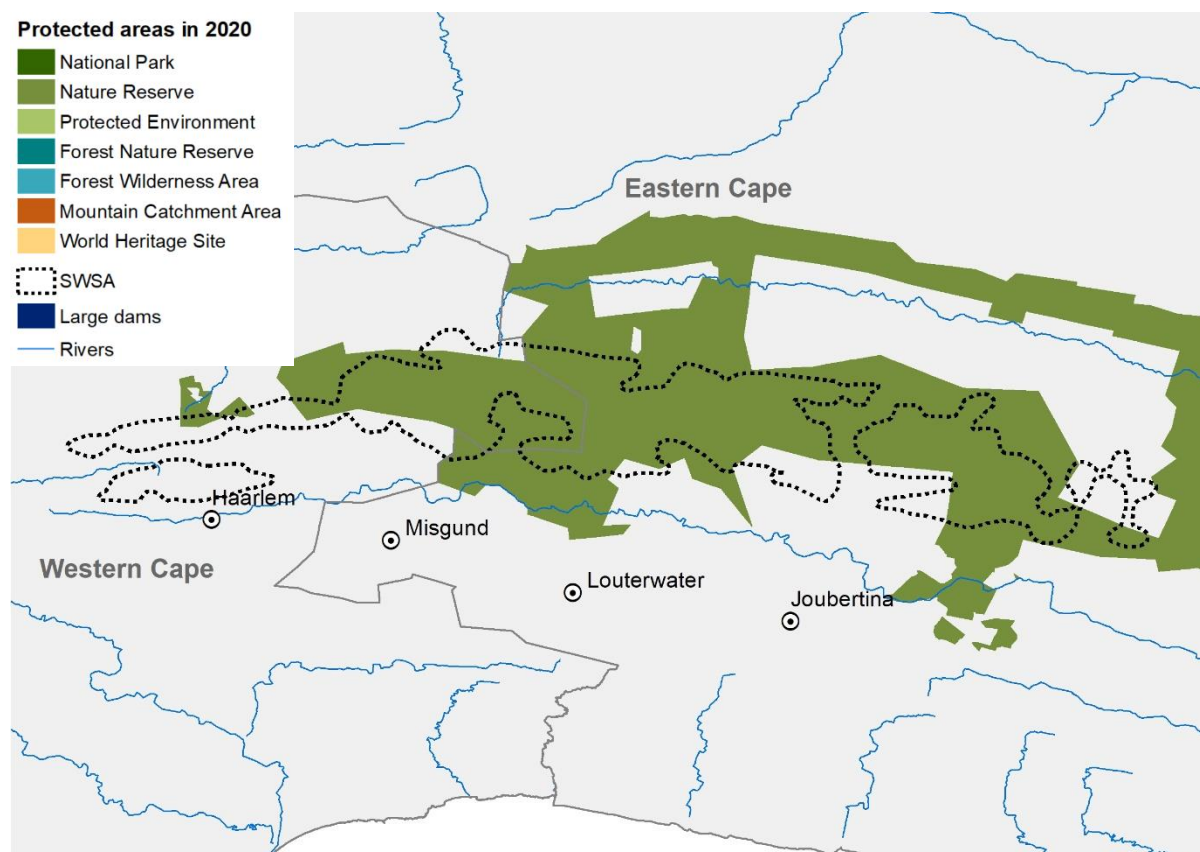 Protected areas in 2020
National Park
Nature Reserve
Protected Environment
Forest Nature Reserve
Forest Wilderness Area
Mountain Catchment Area
World Heritage Site
SWSA
Large dams
Rivers
Eastern Cape
Haarlem
Misgund
Western Cape
Louterwater
Joubertina